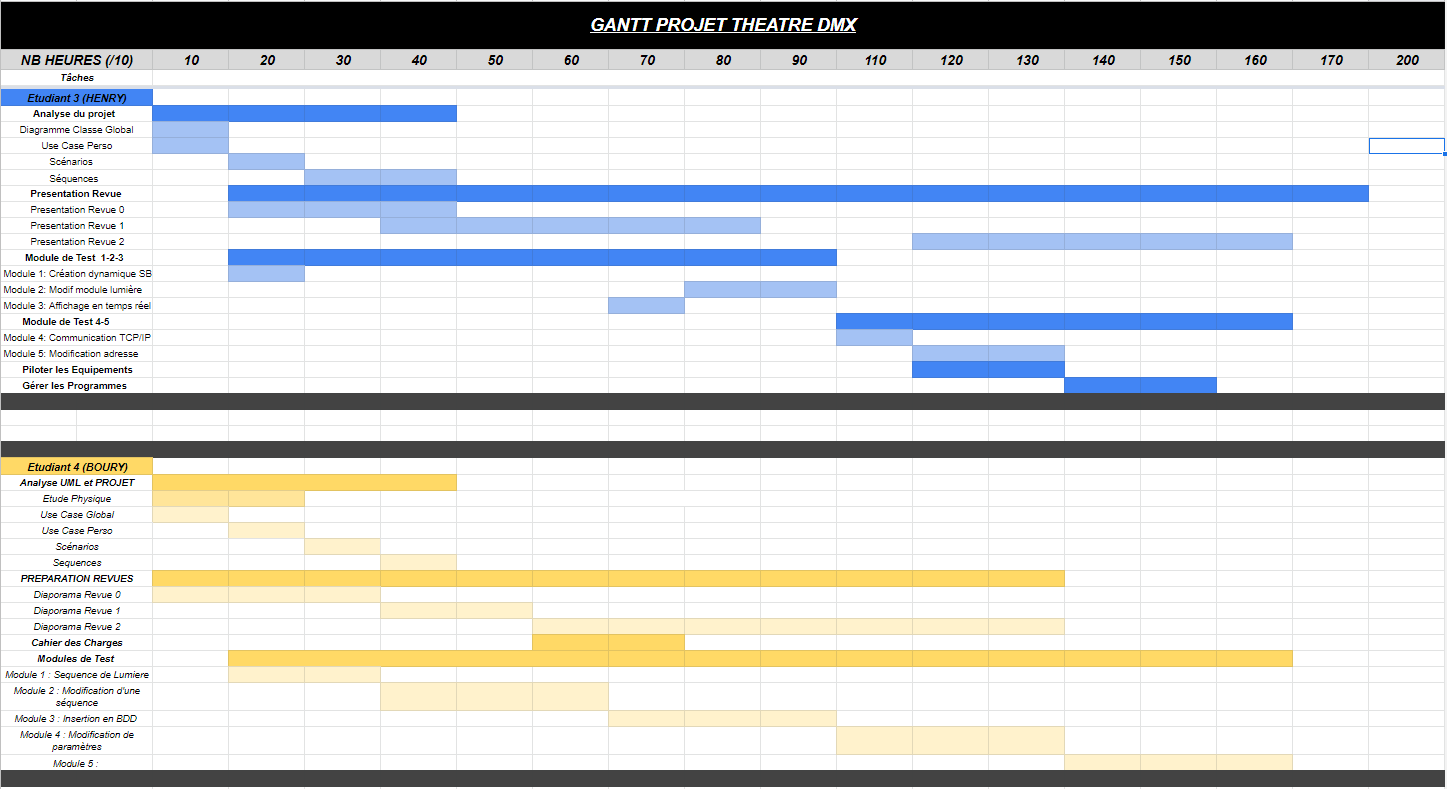 GANTT PROJET THEATRE DMX
NB HEURES (/10) 10 20 30 40 50 60 70 80 90 110 120 130 140 150 160 170 200
Tâches
Etudiant 3 (HENRY)
Analyse du projet
Diagramme Classe Global
Use Case Perso
Scénarios
Séquences
Presentation Revue
Presentation Revue 0
Presentation Revue 1
Presentation Revue 2
Module de Test 1-2-3
Module 1: Création dynamique SB
Module 2: Modif module lumière
Module 3: Affichage en temps réel
Module de Test 4-5
Module 4: Communication TCP/IP
Module 5: Modification adresse
Piloter les Equipements
Gérer les Programmes
Etudiant 4 (BOURY)
Analyse UML et PROJET
Etude Physique
Use Case Global
Use Case Perso
Scénarios
Sequences
PREPARATION REVUES
Diaporama Revue 0
Diaporama Revue 1
Diaporama Revue 2
Cahier des Charges
Modules de Test
Module 1 : Sequence de Lumiere
Module 2 : Modification d'une
séquence
Module 3 : Insertion en BDD
Module 4 : Modification de
paramètres
Module 5 :